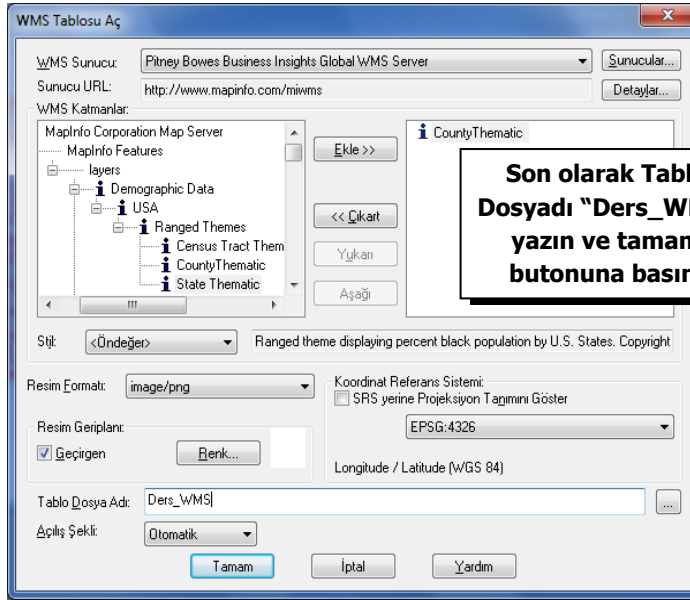 WMS Tablosu Aç
WMS Sunucu: Pitney Bowes Business Insights Global WMS Server Sunucular...
Sunucu URL: http://www.mapinfo.com/miwms Detaylar...
WMS Katmanlar:
MapInfo Corporation Map Server
MapInfo Features
layers
Demographic Data
USA
Ranged Themes
Census Tract Them
CountyThematic
State Thematic
Ekle >>
<< Çıkart
Yukarı
Aşağı
CountyThematic
Son olarak Tabl
Dosyadı “Ders_W
yazın ve tamam
butonuna basın
Stil: <Öndeğer> Ranged theme displaying percent black population by U.S. States. Copyright
Resim Formatı: image/png
Koordinat Referans Sistemi:
SRS yerine Projeksiyon Tanımını Göster
EPSG:4326
Longitude / Latitude (WGS 84)
Resim Geriplanı:
Geçirgen Renk...
Tablo Dosya Adı: Ders_WMS ...
Açılış Şekli: Otomatik
Tamam İptal Yardım